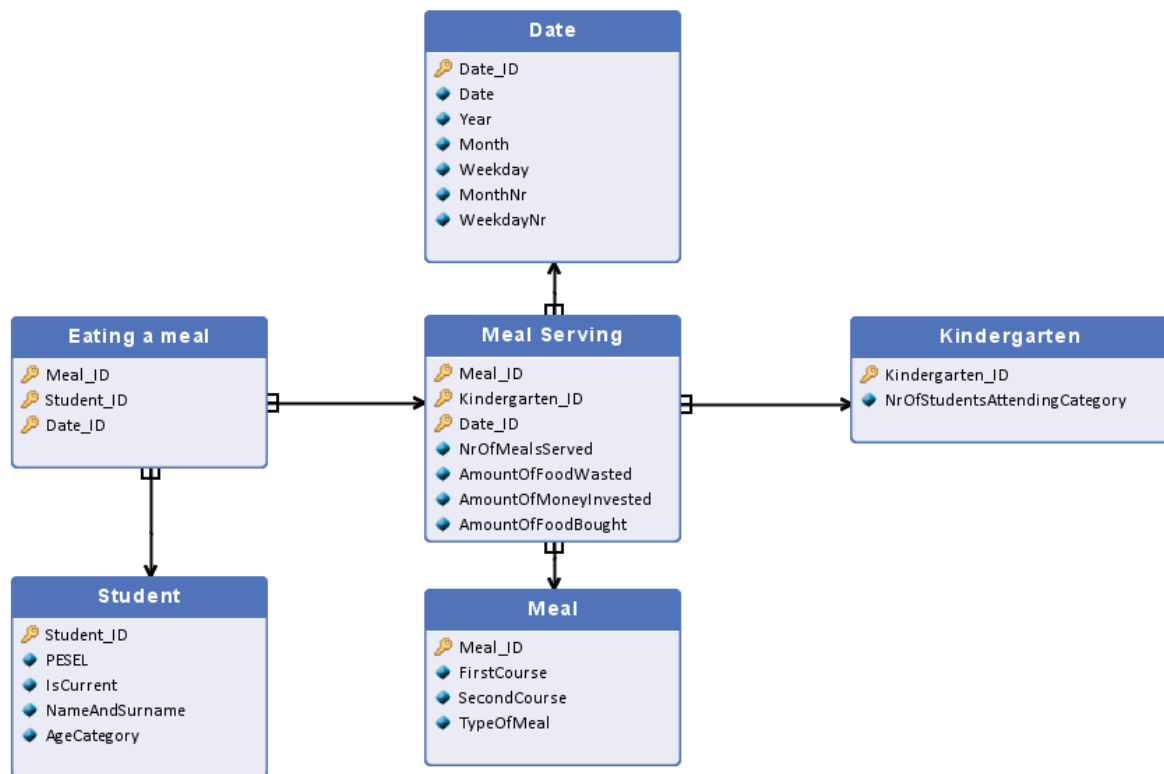 Date
Date_ID
Date
Year
Month
Weekday
MonthNr
WeekdayNr
Eating a meal
Meal_ID
Student_ID
Date_ID
Meal Serving
Meal_ID
Kindergarten_ID
Date_ID
NrOfMealsServed
AmountOfFoodWasted
AmountOfMoneyInvested
AmountOfFoodBought
Kindergarten
Kindergarten_ID
NrOfStudentsAttendingCategory
Student
Student_ID
PESEL
IsCurrent
NameAndSurname
AgeCategory
Meal
Meal_ID
FirstCourse
SecondCourse
TypeOfMeal